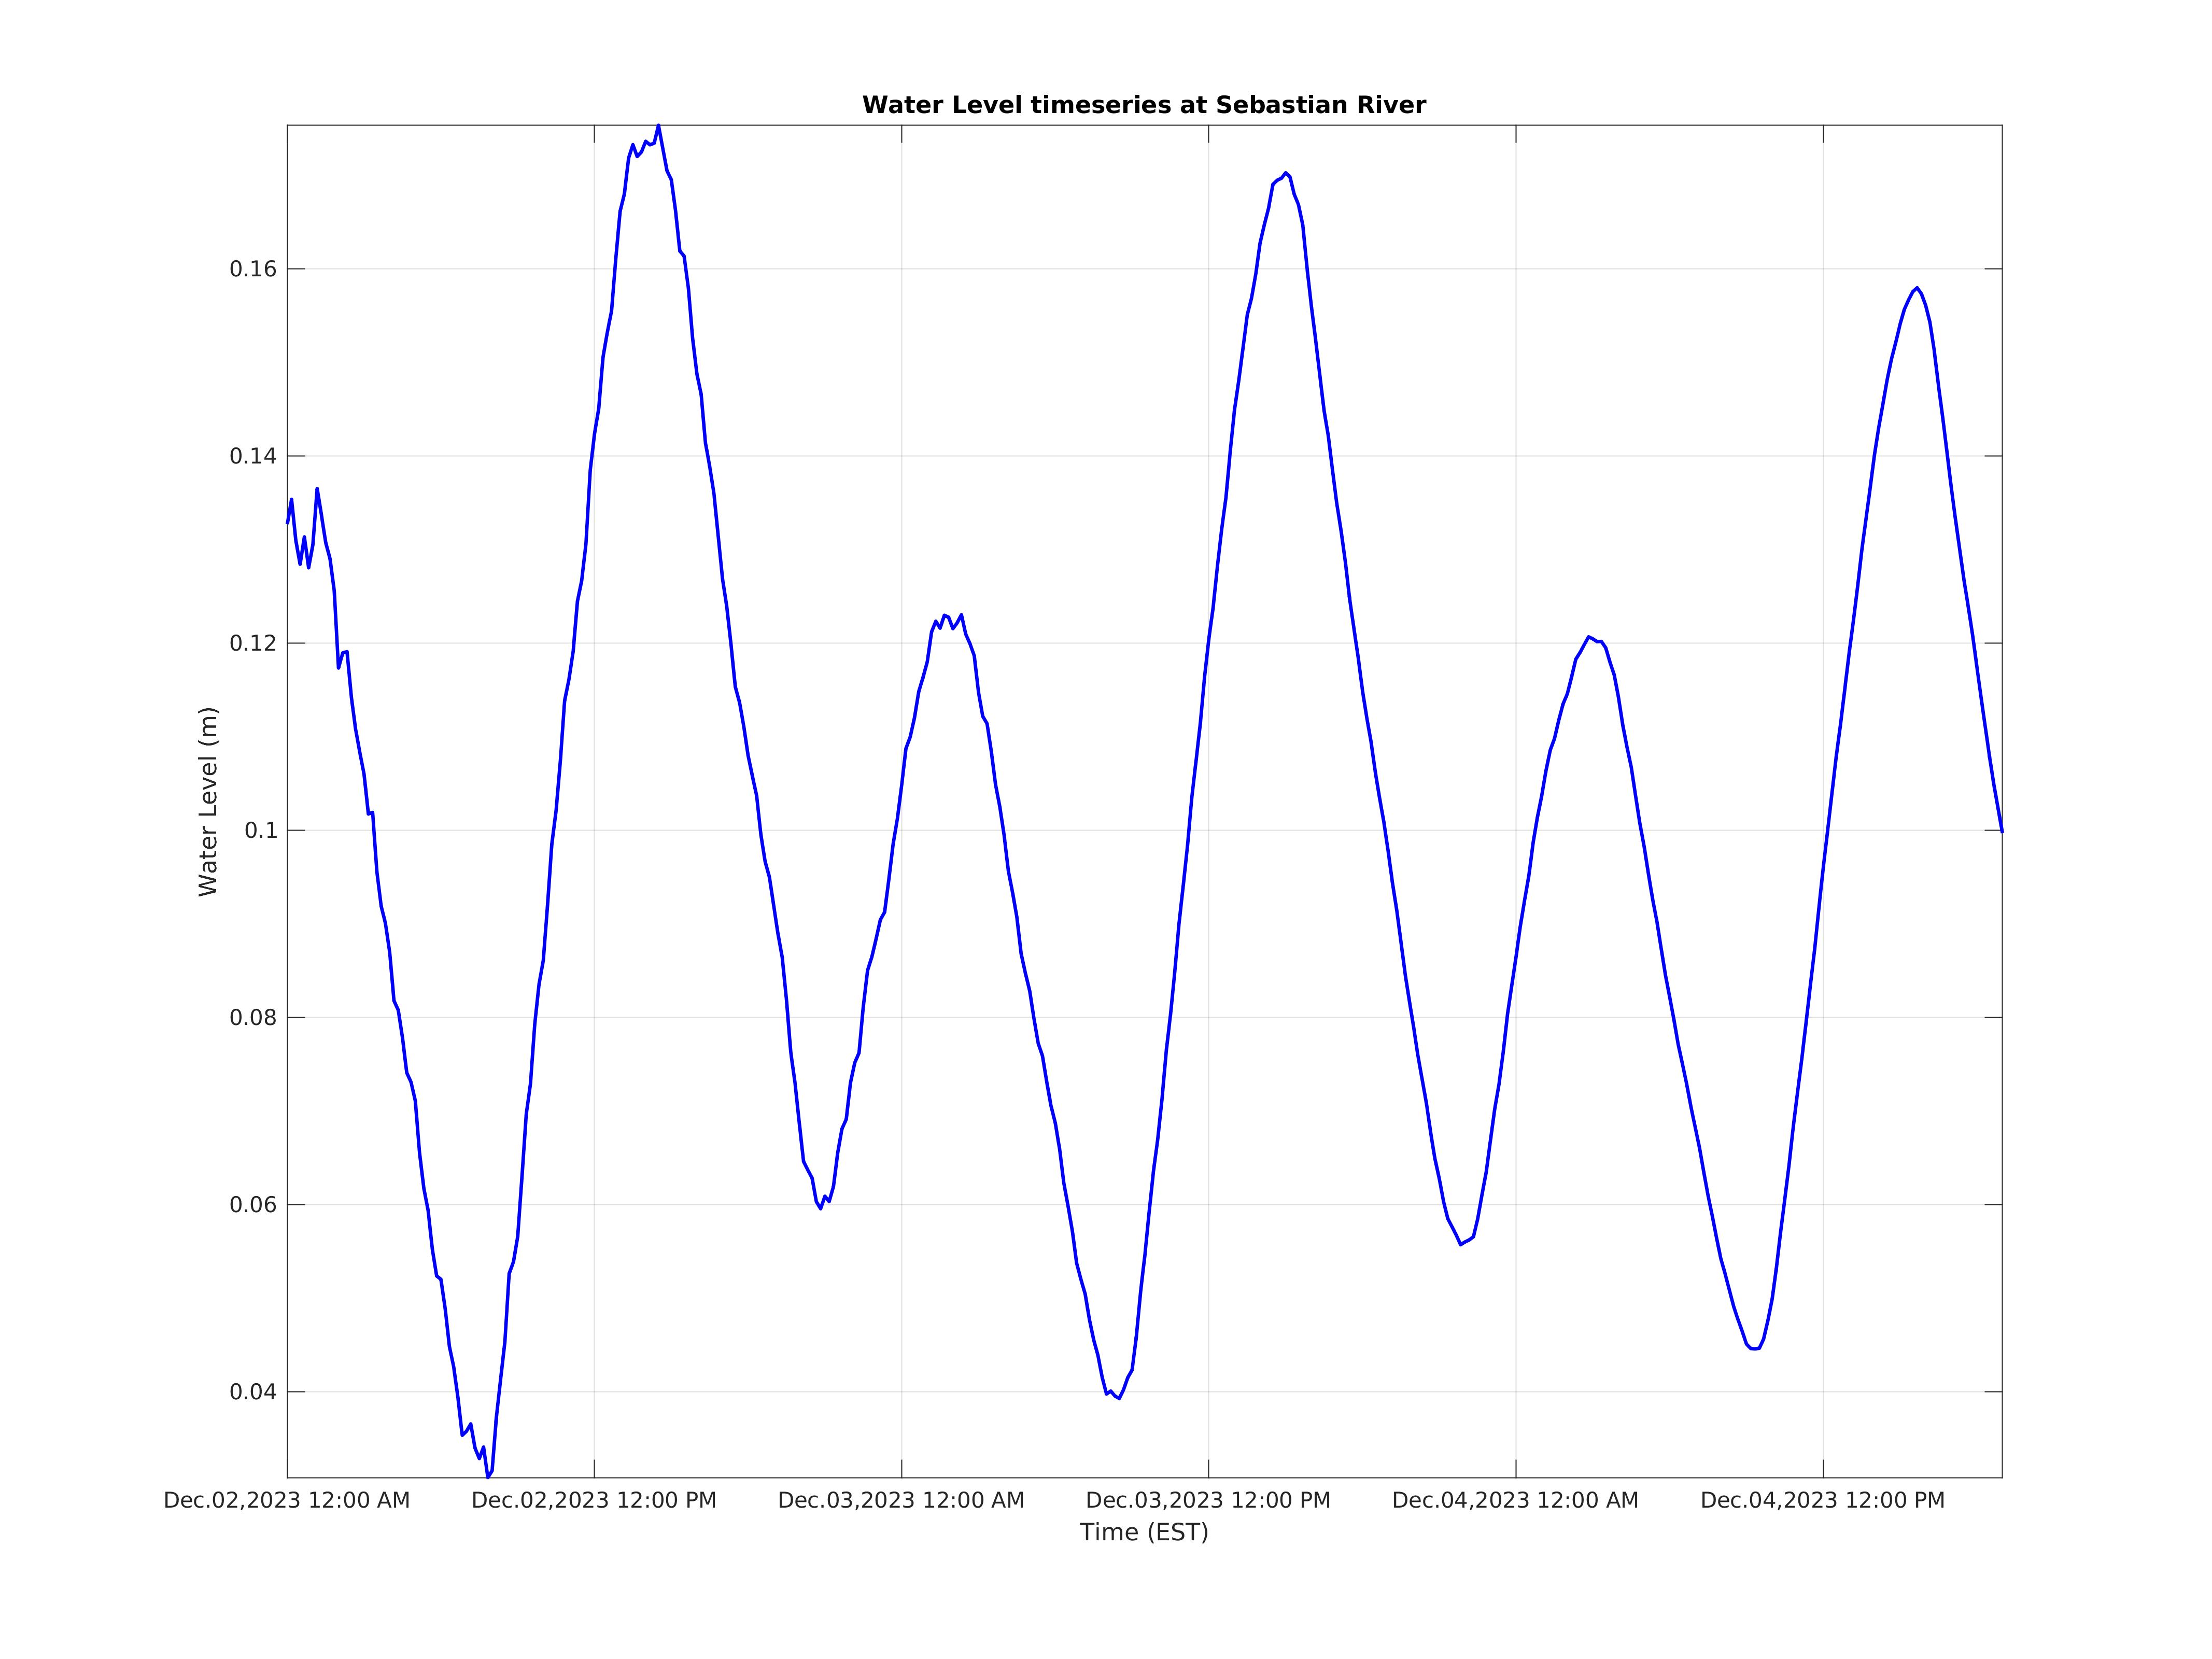 Water Level timeseries at Sebastian River
0.16
0.14
0.12
0.1
0.08
0.06
0.04
Water Level (m)
Dec.02,2023 12:00 AM Dec.02,2023 12:00 PM Dec.03,2023 12:00 AM Dec.03,2023 12:00 PM Dec.04,2023 12:00 AM Dec.04,2023 12:00 PM
Time (EST)